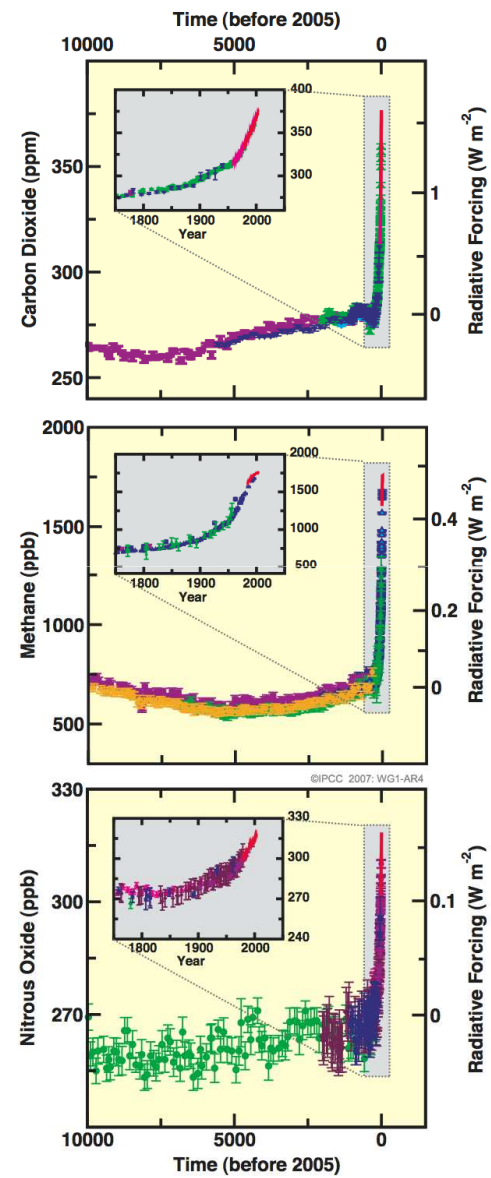 Time (before 2005)
10000 5000 0
Carbon Dioxide (ppm)
350
300
250
400
350
300
1800 1900 2000
Year
1
0
Radiative Forcing (W m-2)
Methane (ppb)
2000
1500
1000
500
2000
1500
1000
500
1800 1900 2000
Year
0.4
0.2
0
Radiative Forcing (W m-2)
©IPCC 2007: WG1-AR4
Nitrous Oxide (ppb)
330
300
270
330
300
270
240
1800 1900 2000
Year
0.1
0
Radiative Forcing (W m-2)
10000 5000 0
Time (before 2005)